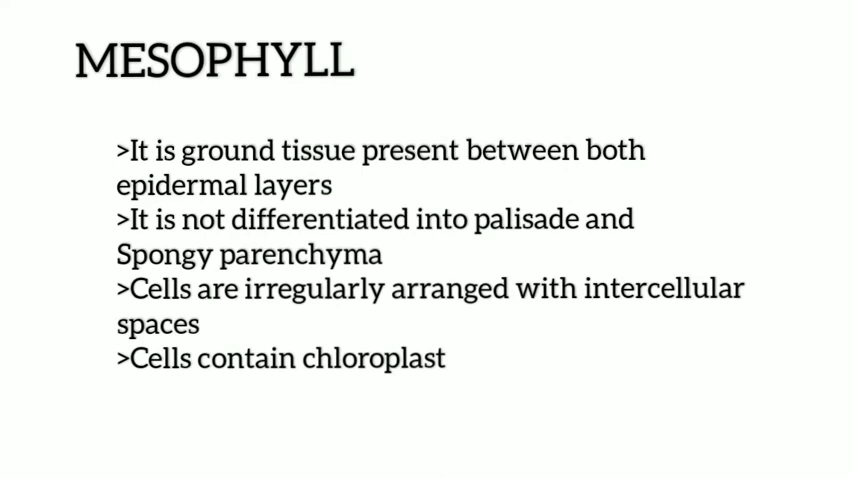 MESOPHYLL
>It is ground tissue present between both
epidermal layers
>It is not differentiated into palisade and
Spongy parenchyma
>Cells are irregularly arranged with intercellular
spaces
>Cells contain chloroplast